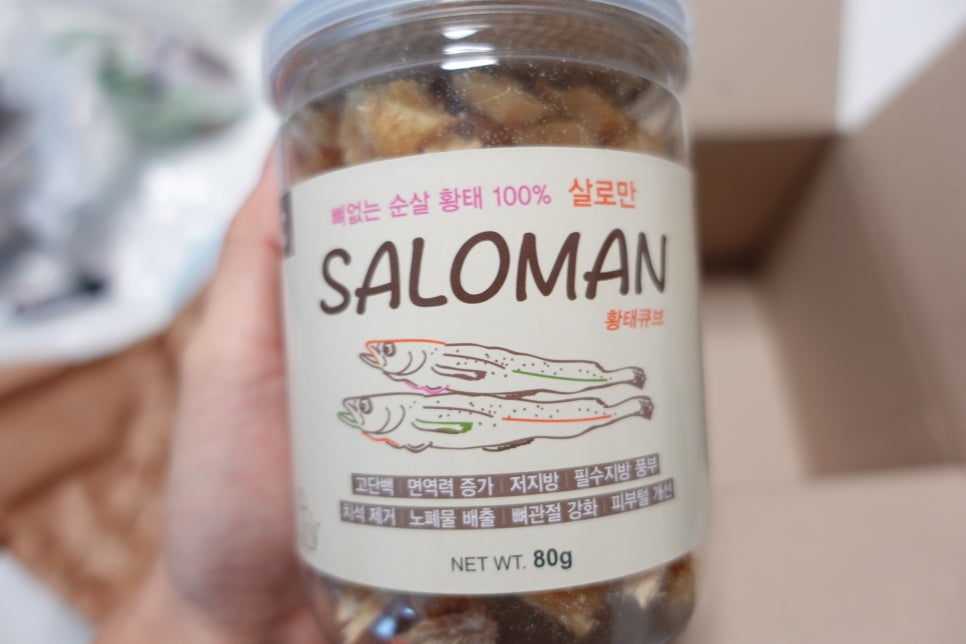 뼈없는 순살 황태 100% 살로만
SALOMAN
황태큐브
고단백 | 면역력 증가 | 저지방 | 필수지방 풍부
치석 제거 | 노폐물 배출 | 뼈관절 강화 | 피부털 개선
NET WT. 80g